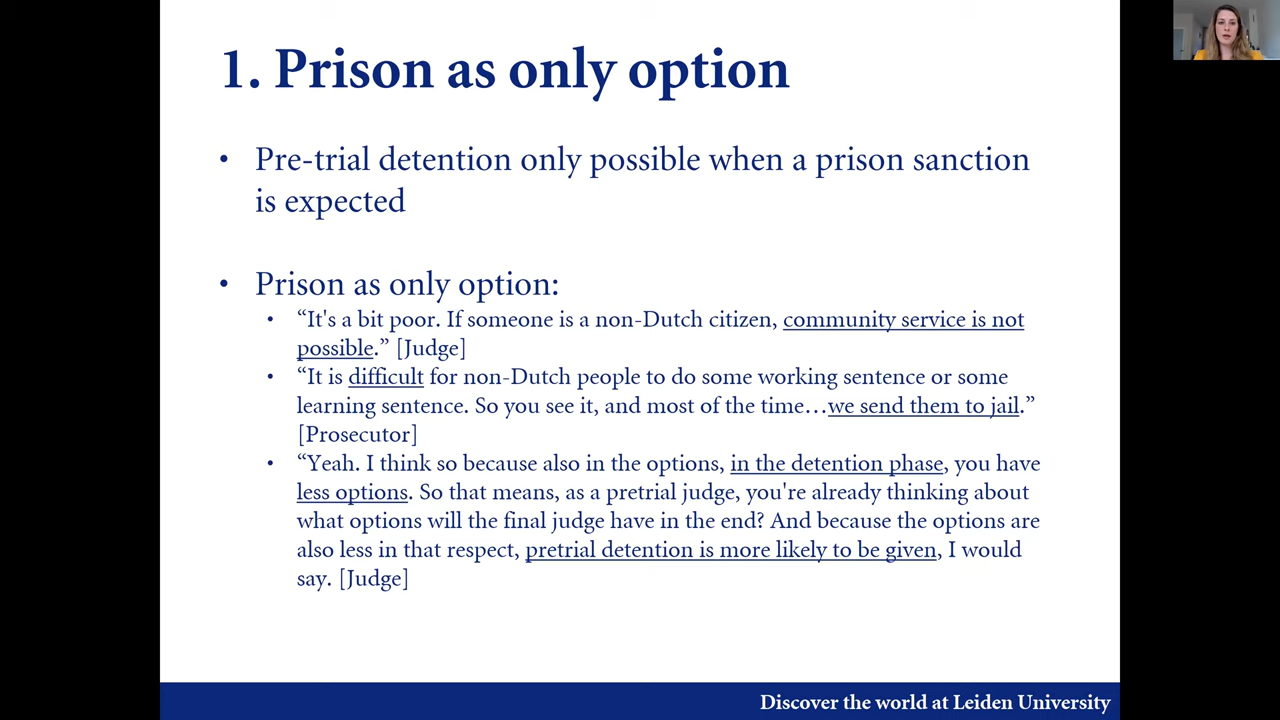 1. Prison as only option
• Pre-trial detention only possible when a prison sanction
is expected
• Prison as only option:
• “It's a bit poor. If someone is a non-Dutch citizen, community service is not
possible.” [Judge]
• “It is difficult for non-Dutch people to do some working sentence or some
learning sentence. So you see it, and most of the time…we send them to jail.”
[Prosecutor]
• “Yeah. I think so because also in the options, in the detention phase, you have
less options. So that means, as a pretrial judge, you're already thinking about
what options will the final judge have in the end? And because the options are
also less in that respect, pretrial detention is more likely to be given, I would
say. [Judge]
Discover the world at Leiden University